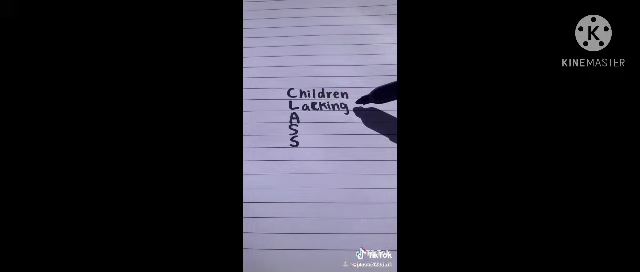 Children
Lacking
A
S
S
KINEMASTER
TikTok